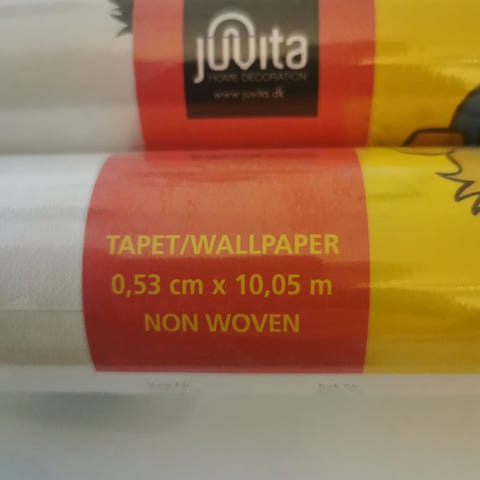 juvita
HOME DECORATION
www.juvita.dk
TAPET/WALLPAPER
0,53 cm x 10,05 m
NON WOVEN